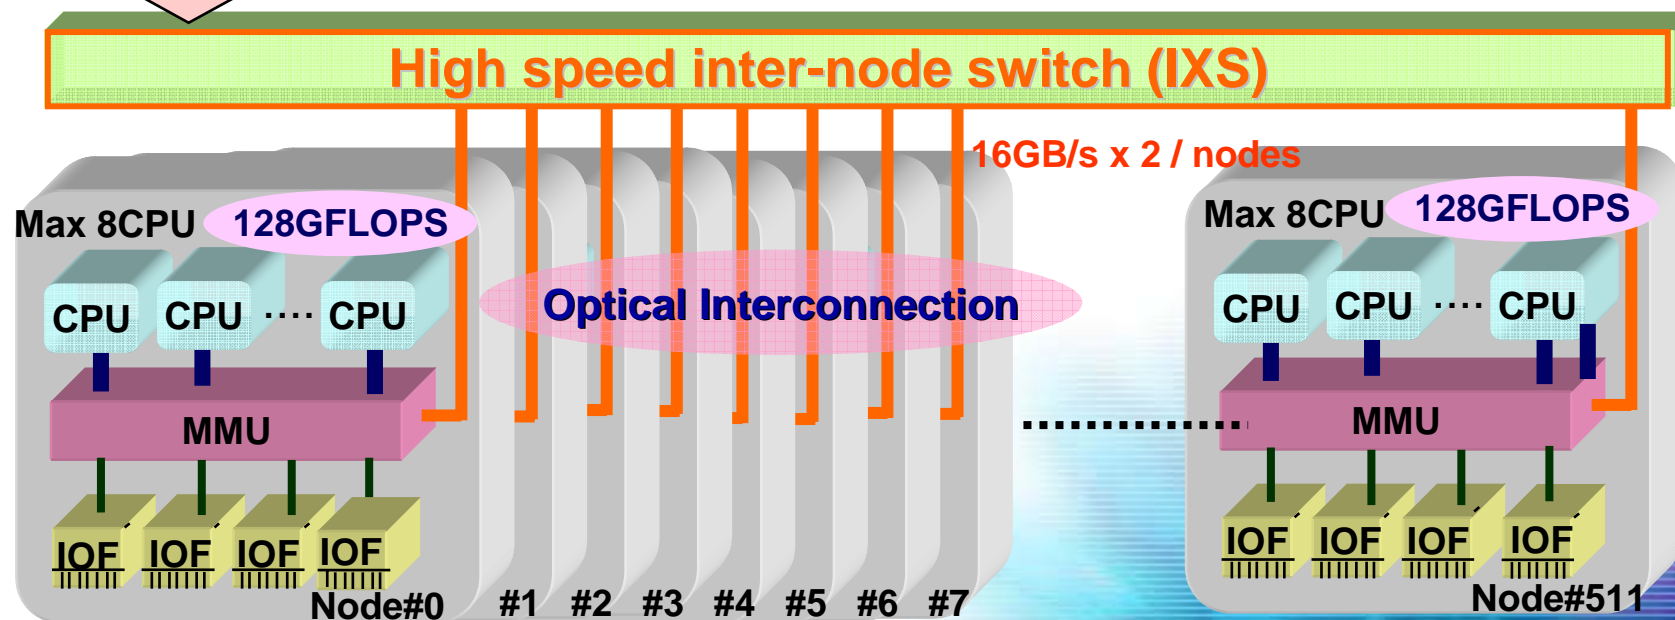 High speed inter-node switch (IXS)
16GB/s x 2 / nodes
Max 8CPU 128GFLOPS
CPU CPU ···· CPU
MMU
IOF IOF IOF IOF
Node#0 #1 #2 #3 #4 #5 #6 #7
Optical Interconnection
Max 8CPU 128GFLOPS
CPU CPU ···· CPU
MMU
IOF IOF IOF IOF
Node#511